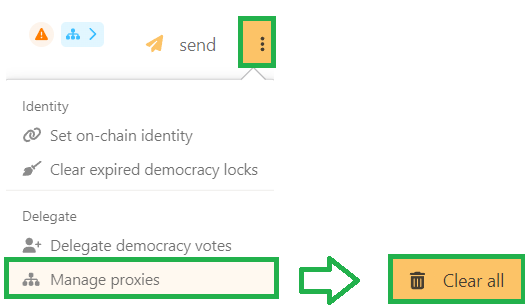 send
Identity
Set on-chain identity
Clear expired democracy locks
Delegate
Delegate democracy votes
Manage proxies
Clear all